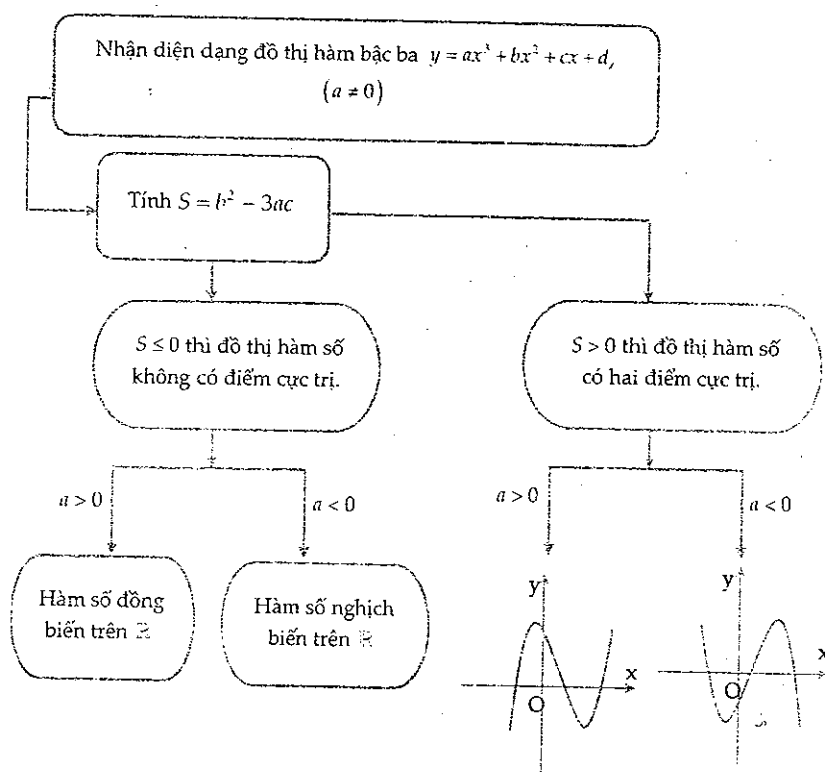 Nhận diện dạng đồ thị hàm bậc ba y = ax³ + bx² + cx + d,
(a ≠ 0)
Tính S = b² − 3ac
S ≤ 0 thì đồ thị hàm số
không có điểm cực trị.
S > 0 thì đồ thị hàm số
có hai điểm cực trị.
a > 0
a < 0
a > 0
a < 0
Hàm số đồng
biến trên ℝ
Hàm số nghịch
biến trên ℝ
y
x
O
y
x
O